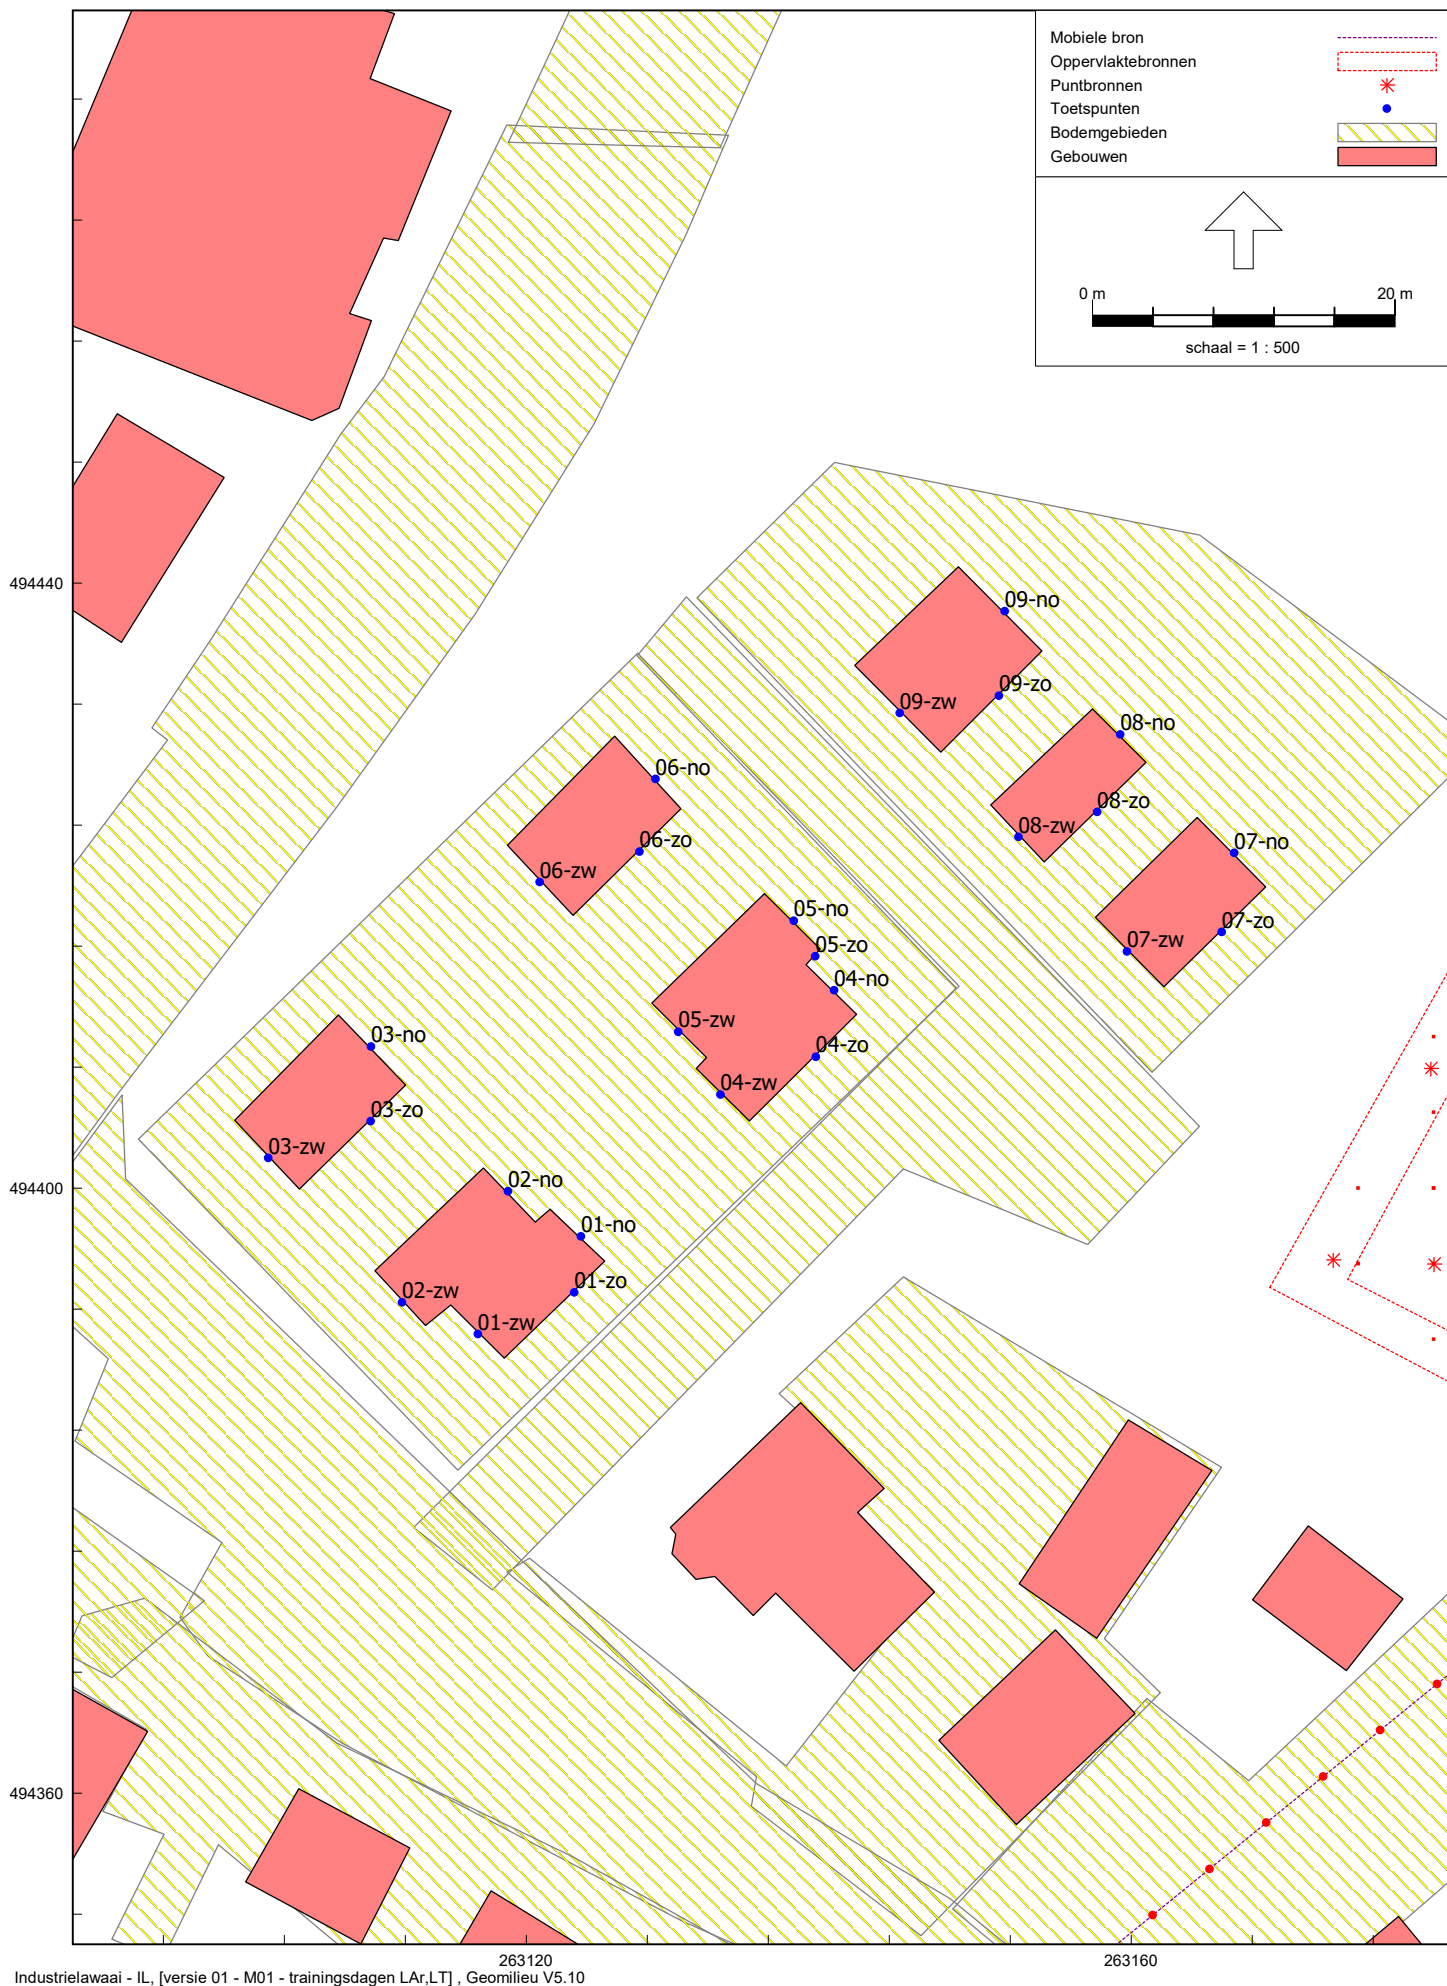 Mobiele bron
Oppervlaktebronnen
Puntbronnen
Toetspunten
Bodemgebieden
Gebouwen
0 m 20 m
schaal = 1 : 500
494440
09-no
09-zo
09-zw
08-no
06-no
08-zo
08-zw
07-no
06-zo
06-zw
05-no
07-zo
07-zw
05-zo
04-no
05-zw
03-no
04-zo
04-zw
03-zo
03-zw
494400
02-no
01-no
01-zo
02-zw
01-zw
494360
263120 263160
Industrielawaai - IL, [versie 01 - M01 - trainingsdagen LAr,LT] , Geomilieu V5.10